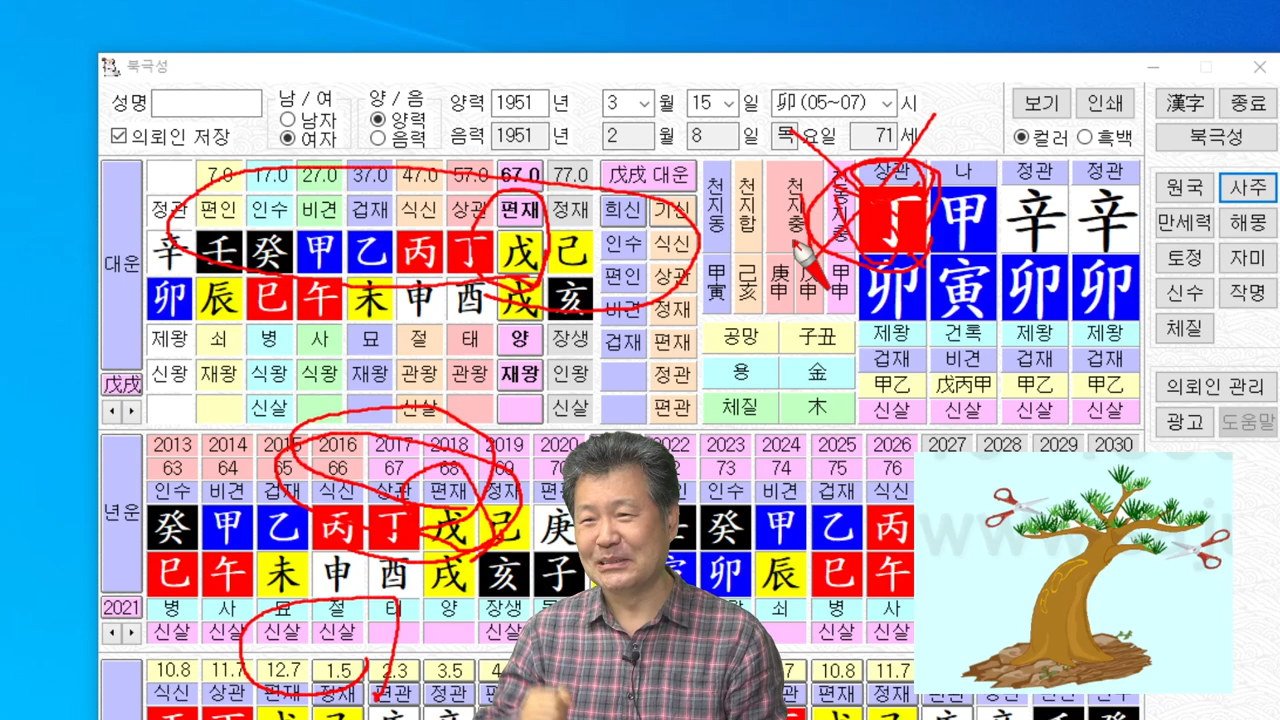 북극성
성명 남 / 여 양 / 음 양력 1951 년 3 월 15 일 卯 (05~07) 시 보기 인쇄 漢字 종료
남자 양력
의뢰인 저장 여자 음력 음력 1951 년 2 월 8 일 목 요일 71 세 컬러 흑백 북극성
원국 사주
만세력 해몽
토정 자미
신수 작명
체질
의뢰인 관리
광고 도움말
대운
戊戌
7.0 17.0 27.0 37.0 47.0 57.0 67.0 77.0 戊戌 대운
정관 편인 인수 비견 겁재 식신 상관 편재 정재 희신 기신
辛 壬 癸 甲 乙 丙 丁 戊 己
卯 辰 巳 午 未 申 酉 戌 亥
제왕 쇠 병 사 묘 절 태 양 장생
신왕 재왕 식왕 식왕 재왕 관왕 관왕 재왕 인왕
신살 신살 신살
인수 식신
편인 상관
비견 정재
겁재 편재
정관
편관
천지동 천지합 천지충
甲寅 己亥 庚申 甲申
공망 子丑
용 金
체질 木
상관 나 정관 정관
丁 甲 辛 辛
卯 寅 卯 卯
제왕 건록 제왕 제왕
겁재 비견 겁재 겁재
甲乙 戊丙甲 甲乙 甲乙
신살 신살 신살 신살
년운
2021
2013 2014 2015 2016 2017 2018 2019 2020 2022 2023 2024 2025 2026 2027 2028 2029 2030
63 64 65 66 67 68 69 73 74 75 76
인수 비견 겁재 식신 상관 편재 정재 인수 비견 겁재 식신
癸 甲 乙 丙 丁 戊 己 庚 癸 甲 乙 丙
巳 午 未 申 酉 戌 亥 子 卯 辰 巳 午
병 사 묘 절 태 양 장생 쇠 병 사
신살 신살 신살 신살 신살 신살 신살
10.8 11.7 12.7 1.5 2.3 3.5 10.8 11.7
식신 상관 편재 정재 편관 정관 편재 정재